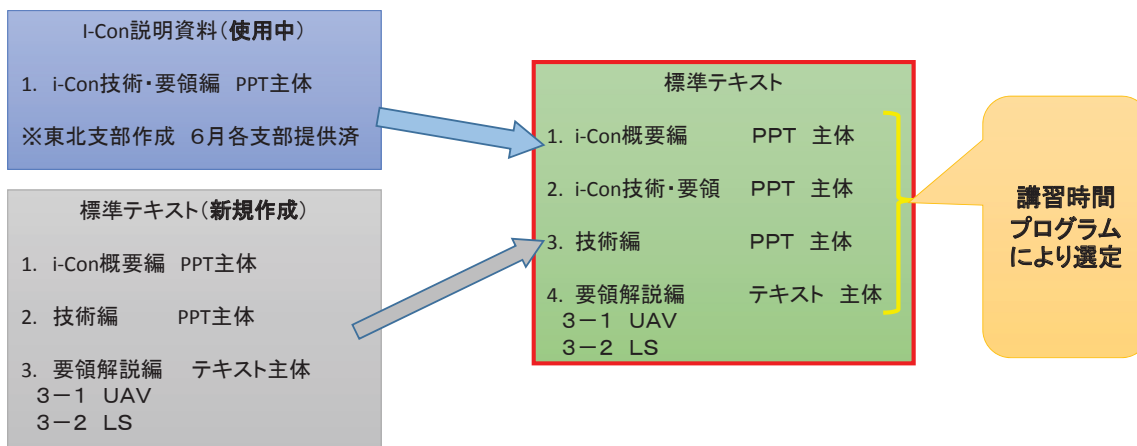 I-Con説明資料(使用中)
1. i-Con技術・要領編 PPT主体
※東北支部作成 6月各支部提供済
標準テキスト(新規作成)
1. i-Con概要編 PPT主体
2. 技術編 PPT主体
3. 要領解説編 テキスト主体
3-1 UAV
3-2 LS
標準テキスト
1. i-Con概要編 PPT 主体
2. i-Con技術・要領 PPT 主体
3. 技術編 PPT 主体
4. 要領解説編 テキスト 主体
3-1 UAV
3-2 LS
講習時間
プログラム
により選定